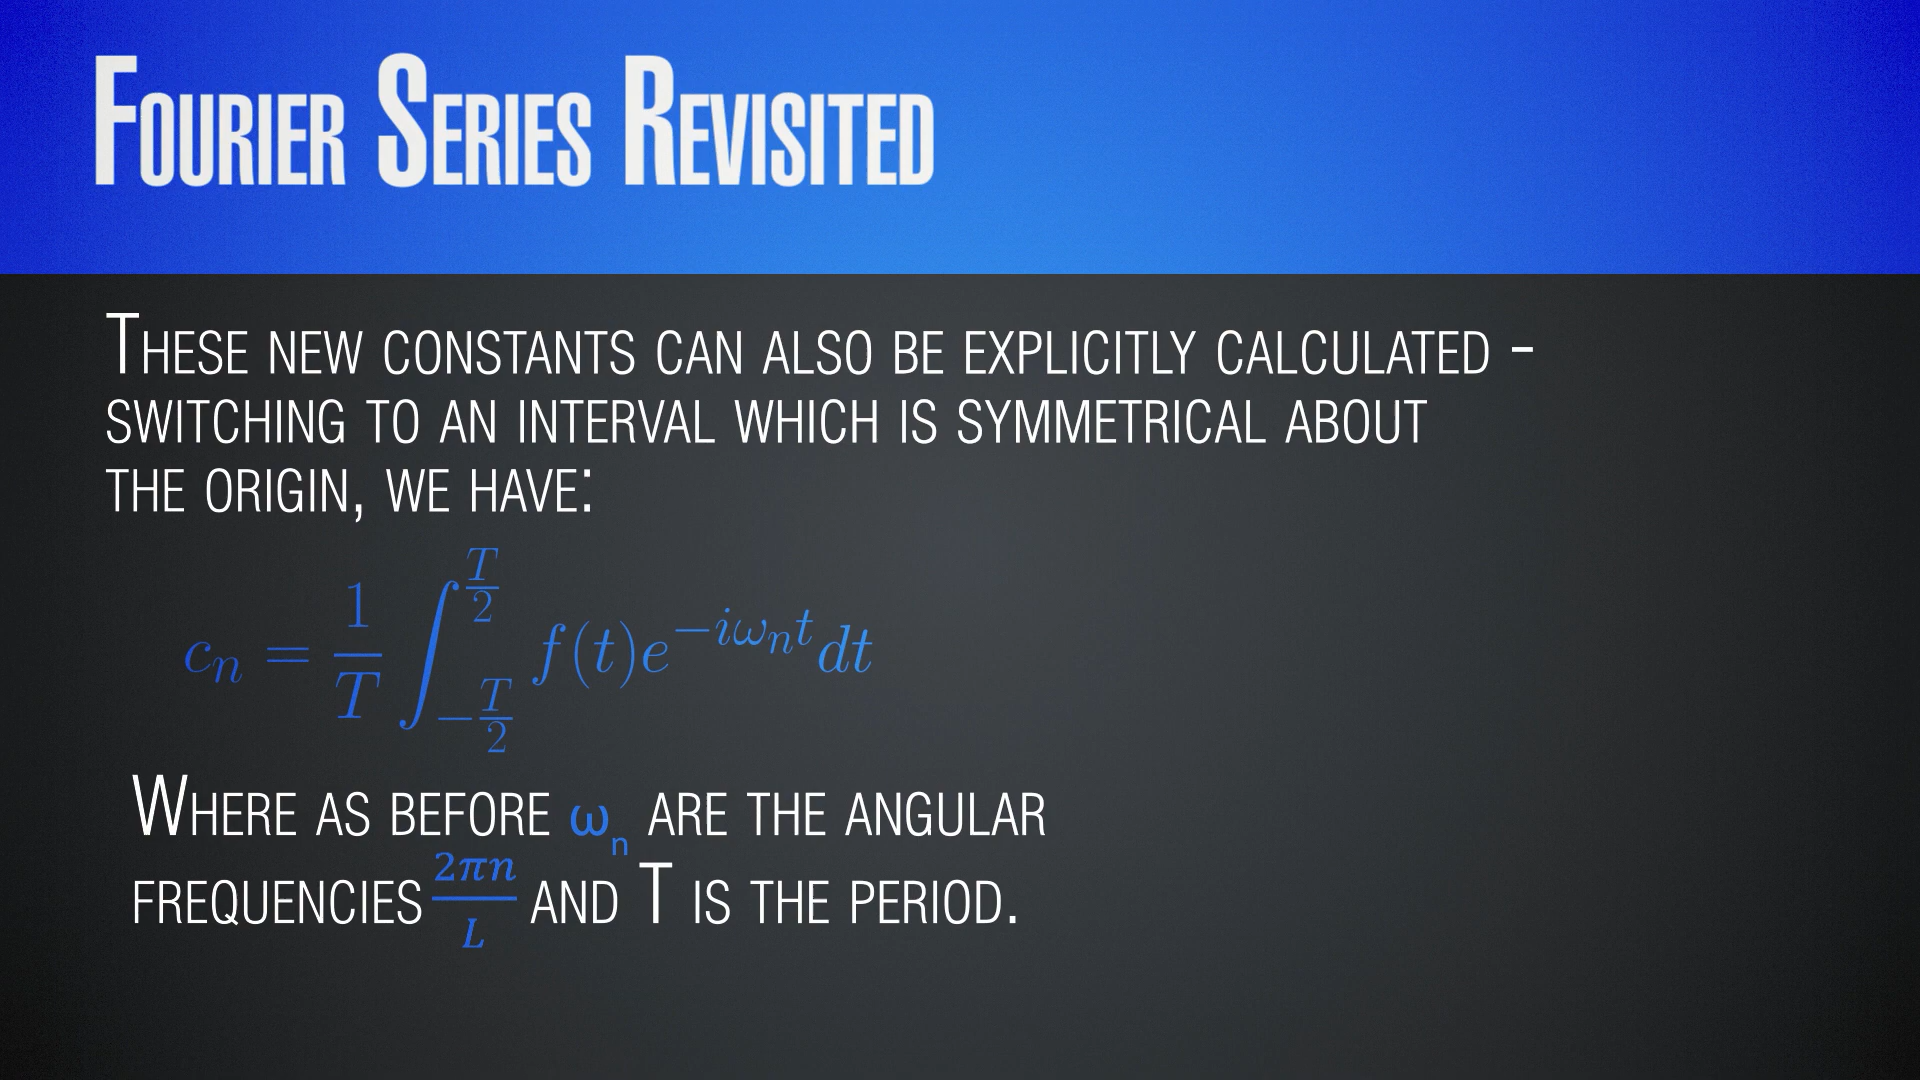 Fourier Series Revisited
These new constants can also be explicitly calculated -
switching to an interval which is symmetrical about
the origin, we have:
$c_n = \frac{1}{T} \int_{-\frac{T}{2}}^{\frac{T}{2}} f(t)e^{-i\omega_n t}dt$
Where as before $\omega_n$ are the angular
frequencies $\frac{2\pi n}{L}$ and T is the period.